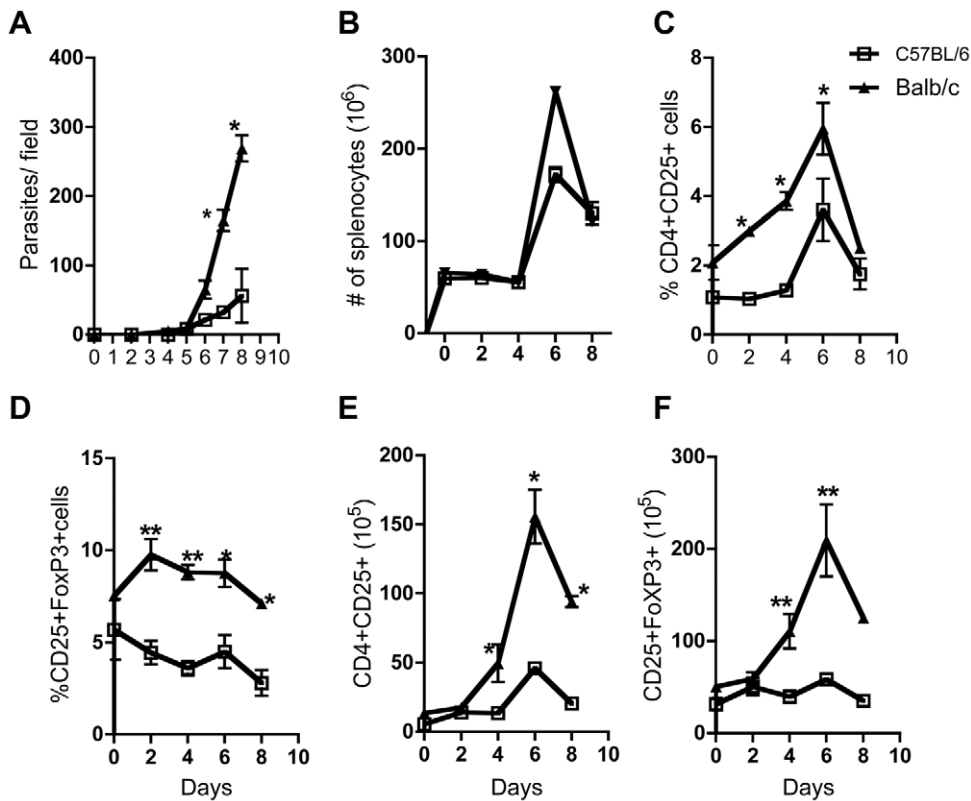 A
Parasites/ field
400
300
200
100
0
0 1 2 3 4 5 6 7 8 9 10
*
*
B
# of splenocytes (10⁶)
300
200
100
0
0 2 4 6 8
C
% CD4+CD25+ cells
8
6
4
2
0
0 2 4 6 8 10
*
*
*
C57BL/6
Balb/c
D
%CD25+FoxP3+cells
15
10
5
0
0 2 4 6 8 10
Days
**
**
*
*
E
CD4+CD25+ (10⁵)
200
150
100
50
0
0 2 4 6 8 10
Days
*
*
*
F
CD25+FoXP3+ (10⁵)
300
200
100
0
0 2 4 6 8 10
Days
**
**